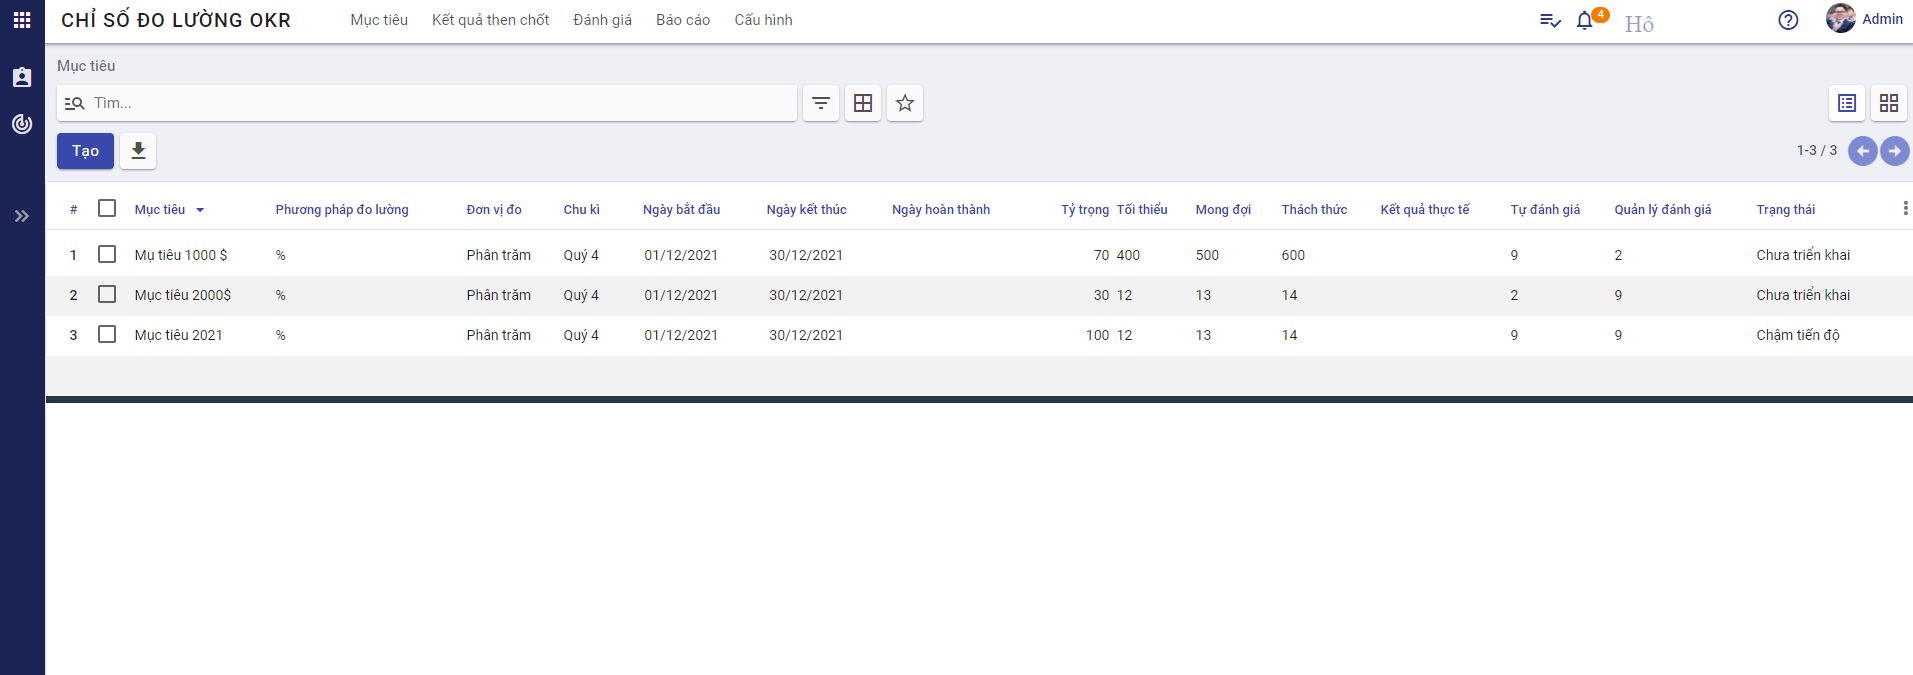 CHỈ SỐ ĐO LƯỜNG OKR Mục tiêu Kết quả then chốt Đánh giá Báo cáo Cấu hình 4 Hô Admin
Mục tiêu
Tìm...
Tạo 1-3 / 3
# Mục tiêu Phương pháp đo lường Đơn vị đo Chu kì Ngày bắt đầu Ngày kết thúc Ngày hoàn thành Tỷ trọng Tối thiểu Mong đợi Thách thức Kết quả thực tế Tự đánh giá Quản lý đánh giá Trạng thái
1 Mụ tiêu 1000 $ % Phân trăm Quý 4 01/12/2021 30/12/2021 70 400 500 600 9 2 Chưa triển khai
2 Mục tiêu 2000$ % Phân trăm Quý 4 01/12/2021 30/12/2021 30 12 13 14 2 9 Chưa triển khai
3 Mục tiêu 2021 % Phân trăm Quý 4 01/12/2021 30/12/2021 100 12 13 14 9 9 Chậm tiến độ